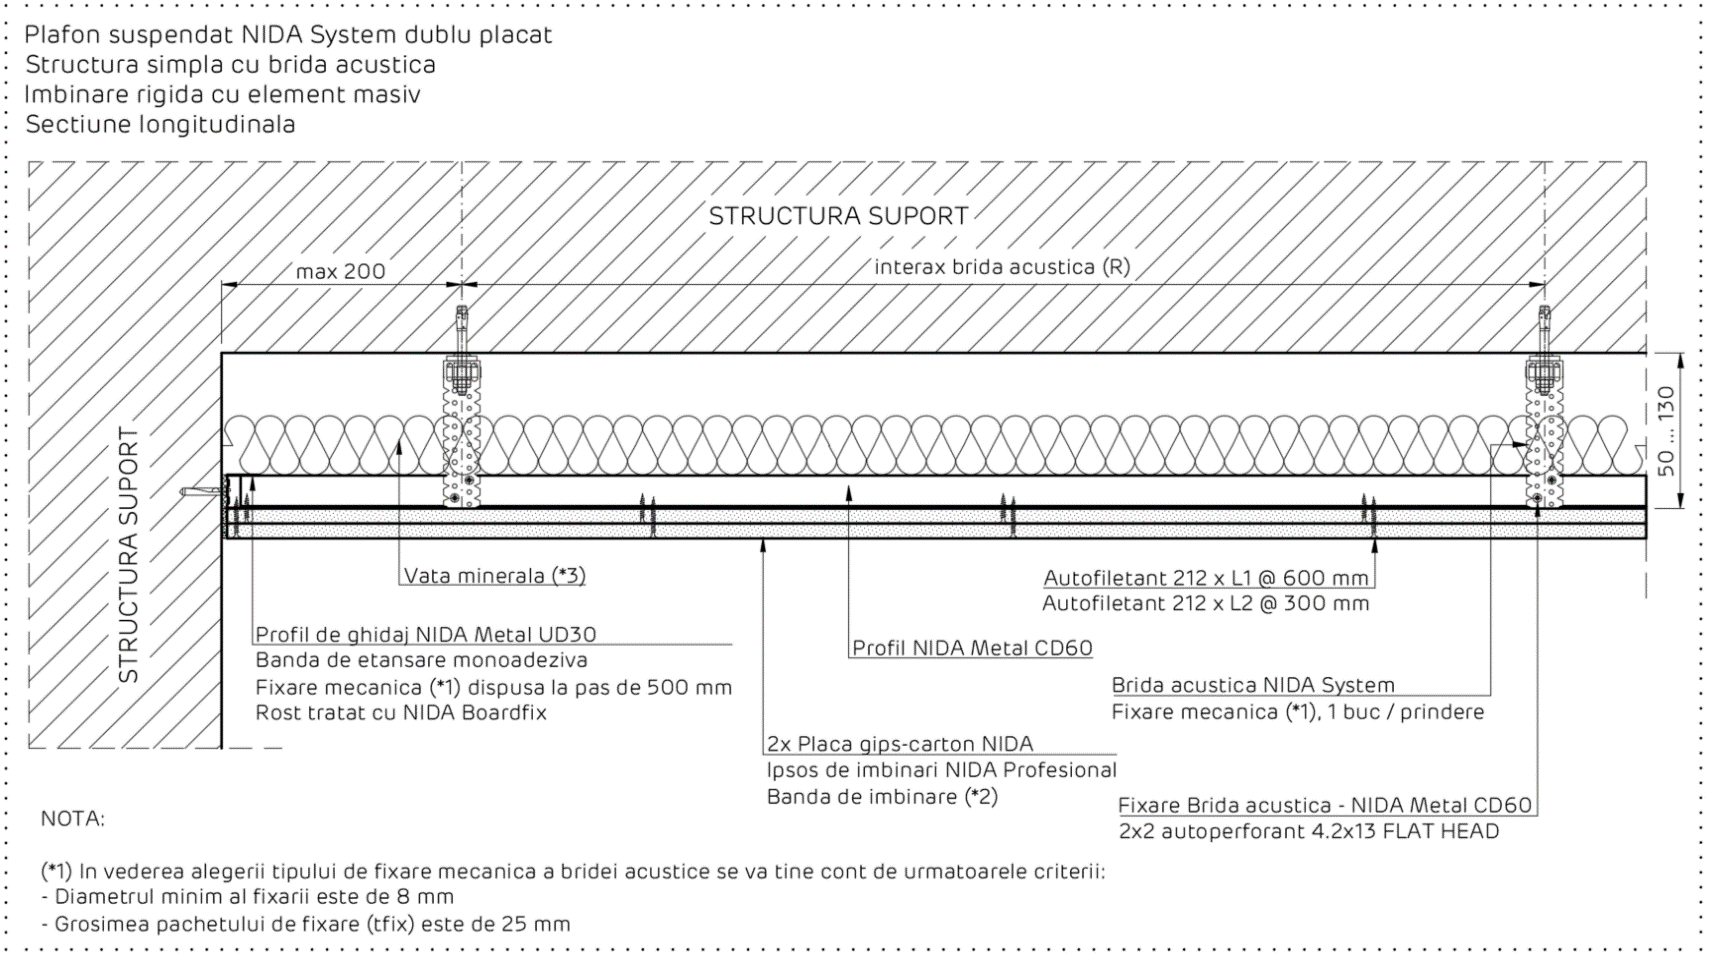 Plafon suspendat NIDA System dublu placat
Structura simpla cu brida acustica
Imbinare rigida cu element masiv
Sectiune longitudinala
STRUCTURA SUPORT
max 200
interax brida acustica (R)
50 ... 130
STRUCTURA SUPORT
Vata minerala (*3)
Autofiletant 212 x L1 @ 600 mm
Autofiletant 212 x L2 @ 300 mm
Profil de ghidaj NIDA Metal UD30
Banda de etansare monoadeziva
Fixare mecanica (*1) dispusa la pas de 500 mm
Rost tratat cu NIDA Boardfix
Profil NIDA Metal CD60
Brida acustica NIDA System
Fixare mecanica (*1), 1 buc / prindere
2x Placa gips-carton NIDA
Ipsos de imbinari NIDA Profesional
Banda de imbinare (*2)
Fixare Brida acustica - NIDA Metal CD60
2x2 autoperforant 4.2x13 FLAT HEAD
NOTA:
(*1) In vederea alegerii tipului de fixare mecanica a bridei acustice se va tine cont de urmatoarele criterii:
- Diametrul minim al fixarii este de 8 mm
- Grosimea pachetului de fixare (tfix) este de 25 mm